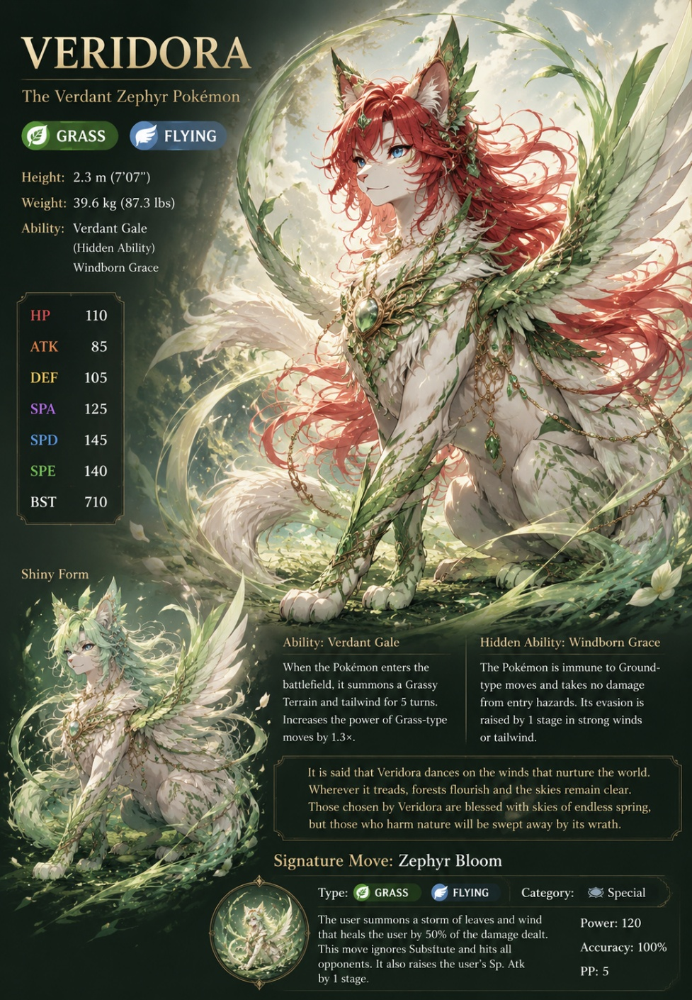 VERIDORA
The Verdant Zephyr Pokémon
GRASS FLYING
Height: 2.3 m (7'07")
Weight: 39.6 kg (87.3 lbs)
Ability: Verdant Gale
(Hidden Ability)
Windborn Grace
HP 110
ATK 85
DEF 105
SPA 125
SPD 145
SPE 140
BST 710
Shiny Form
Ability: Verdant Gale
When the Pokémon enters the
battlefield, it summons a Grassy
Terrain and tailwind for 5 turns.
Increases the power of Grass-type
moves by 1.3×.
Hidden Ability: Windborn Grace
The Pokémon is immune to Ground-
type moves and takes no damage
from entry hazards. Its evasion is
raised by 1 stage in strong winds
or tailwind.
It is said that Veridora dances on the winds that nurture the world.
Wherever it treads, forests flourish and the skies remain clear.
Those chosen by Veridora are blessed with skies of endless spring,
but those who harm nature will be swept away by its wrath.
Signature Move: Zephyr Bloom
Type: GRASS FLYING Category: Special
The user summons a storm of leaves and wind
that heals the user by 50% of the damage dealt.
This move ignores Substtute and hits all
opponents. It also raises the user's Sp. Atk
by 1 stage.
Power: 120
Accuracy: 100%
PP: 5